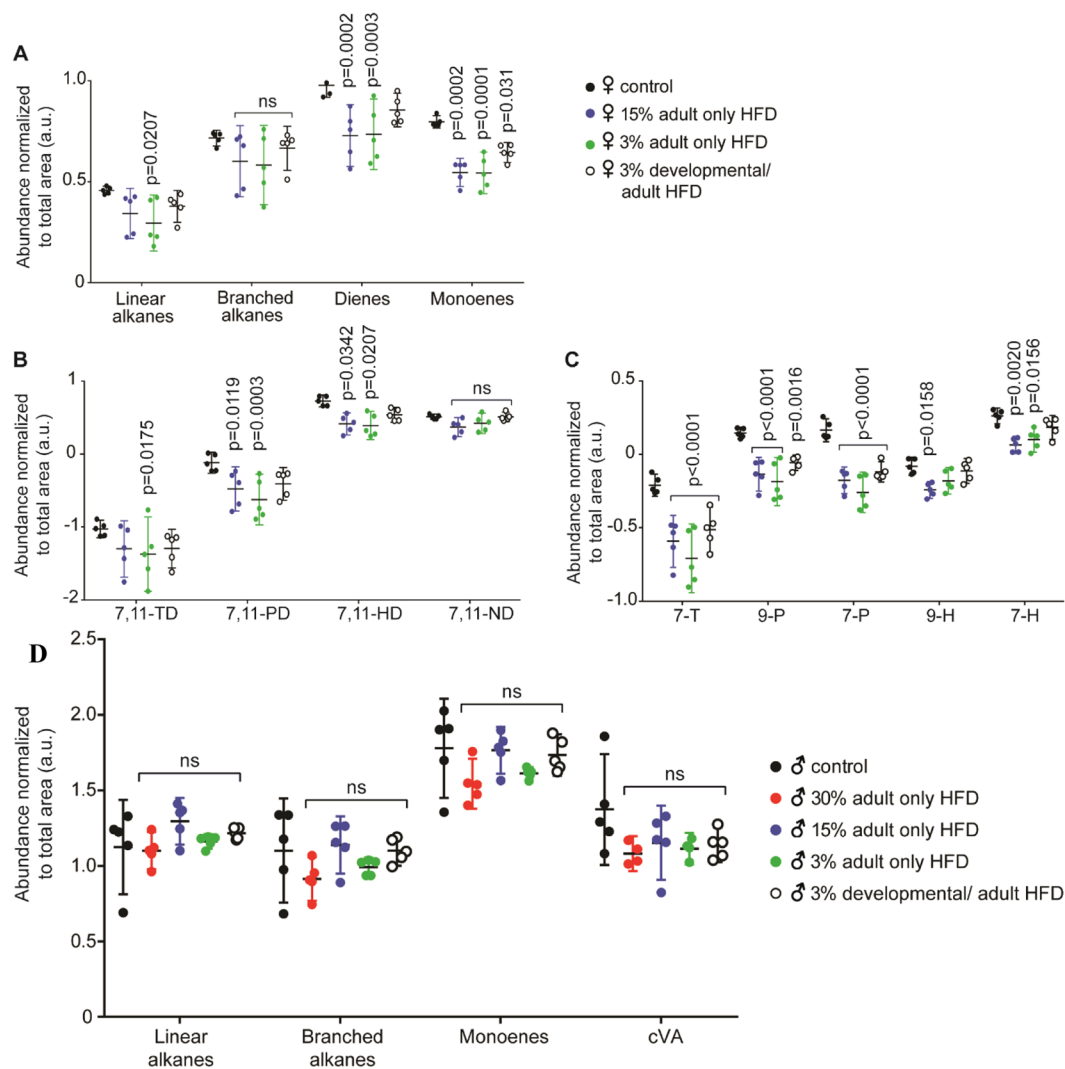 A
Abundance normalized
to total area (a.u.)
1.0
0.5
0
p=0.0207
ns
p=0.0002
p=0.0003
p=0.0002
p=0.0001
p=0.031
Linear
alkanes
Branched
alkanes
Dienes
Monoenes
♀ control
♀ 15% adult only HFD
♀ 3% adult only HFD
♀ 3% developmental/
adult HFD
B
Abundance normalized
to total area (a.u.)
1
0
-1
-2
p=0.0175
p=0.0119
p=0.0003
p=0.0342
p=0.0207
ns
7,11-TD
7,11-PD
7,11-HD
7,11-ND
C
Abundance normalized
to total area (a.u.)
0.5
0
-0.5
-1.0
p<0.0001
p<0.0001
p=0.0016
p<0.0001
p=0.0158
p=0.0020
p=0.0156
7-T
9-P
7-P
9-H
7-H
D
Abundance normalized
to total area (a.u.)
2.5
2.0
1.5
1.0
0.5
0
ns
ns
ns
ns
Linear
alkanes
Branched
alkanes
Monoenes
cVA
♂ control
♂ 30% adult only HFD
♂ 15% adult only HFD
♂ 3% adult only HFD
♂ 3% developmental/ adult HFD